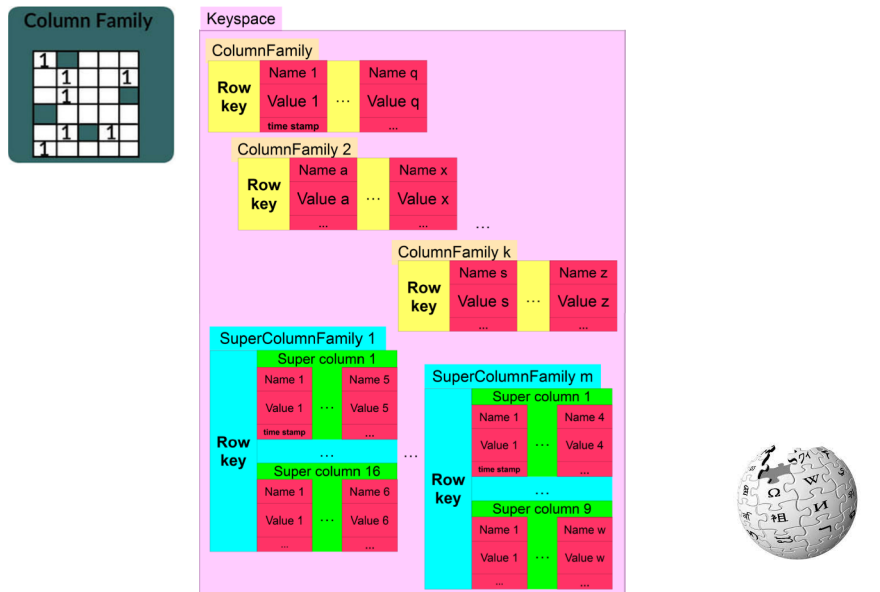 Column Family
1
1 1
1
1 1
1
Keyspace
ColumnFamily
Row key
Name 1
Value 1
time stamp
...
Name q
Value q
...
ColumnFamily 2
Row key
Name a
Value a
...
...
Name x
Value x
...
...
ColumnFamily k
Row key
Name s
Value s
...
...
Name z
Value z
...
SuperColumnFamily 1
Row key
Super column 1
Name 1
Value 1
time stamp
...
Name 5
Value 5
...
...
Super column 16
Name 1
Value 1
...
...
Name 6
Value 6
...
...
SuperColumnFamily m
Row key
Super column 1
Name 1
Value 1
time stamp
...
Name 4
Value 4
...
...
Super column 9
Name 1
Value 1
...
...
Name w
Value w
...
Ω W
祖 И